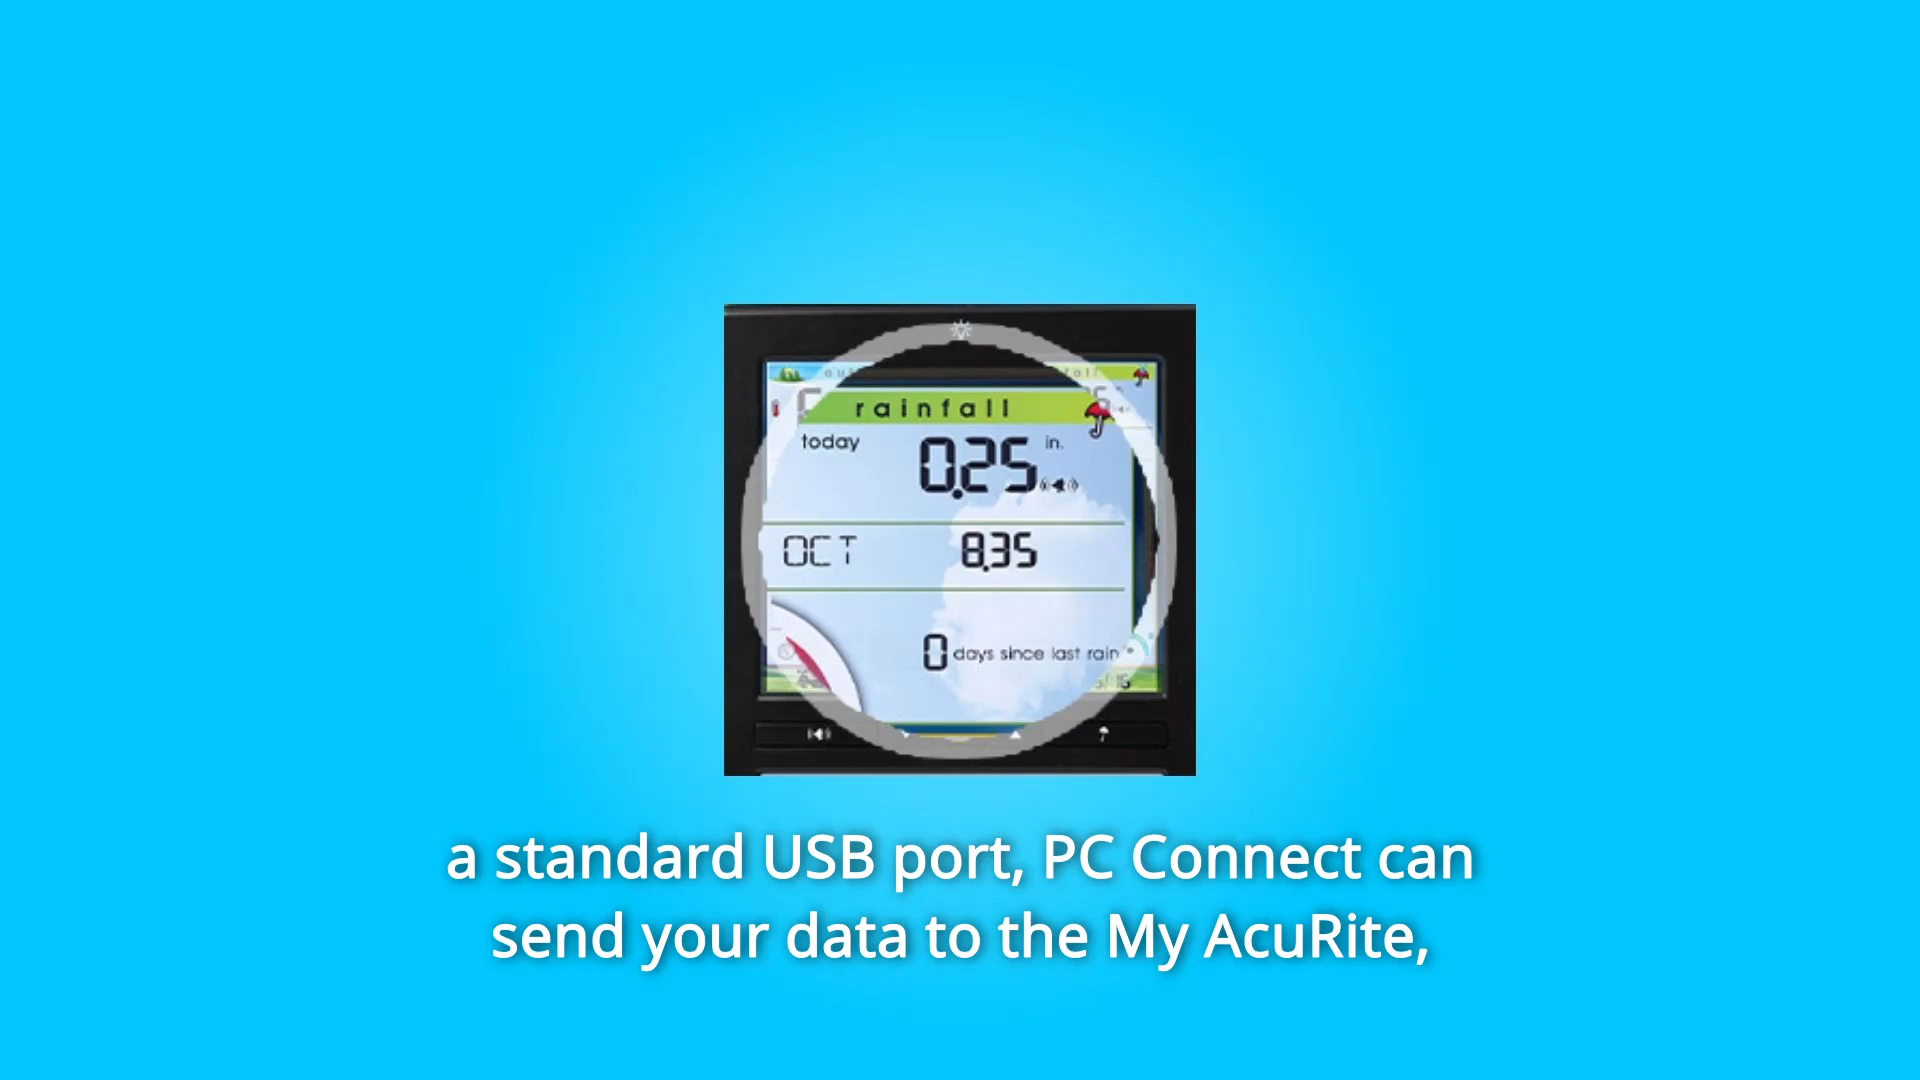 rainfall
today 0.25 in.
OCT 8.35
0 days since last rain
a standard USB port, PC Connect can
send your data to the My AcuRite,